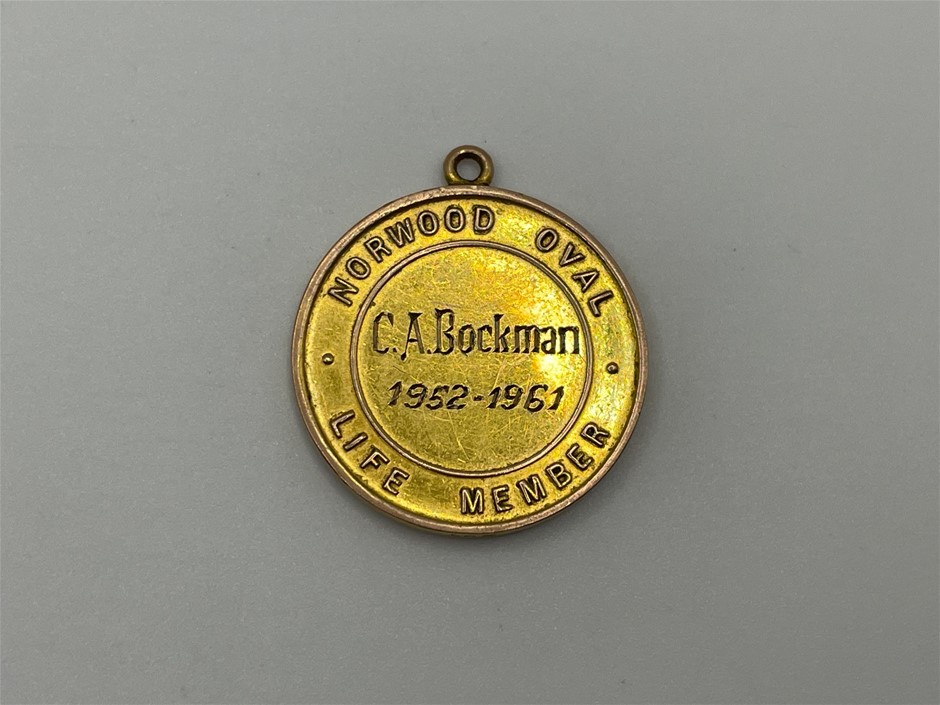 NORWOOD OVAL
C.A.Bockman
1952-1961
LIFE MEMBER